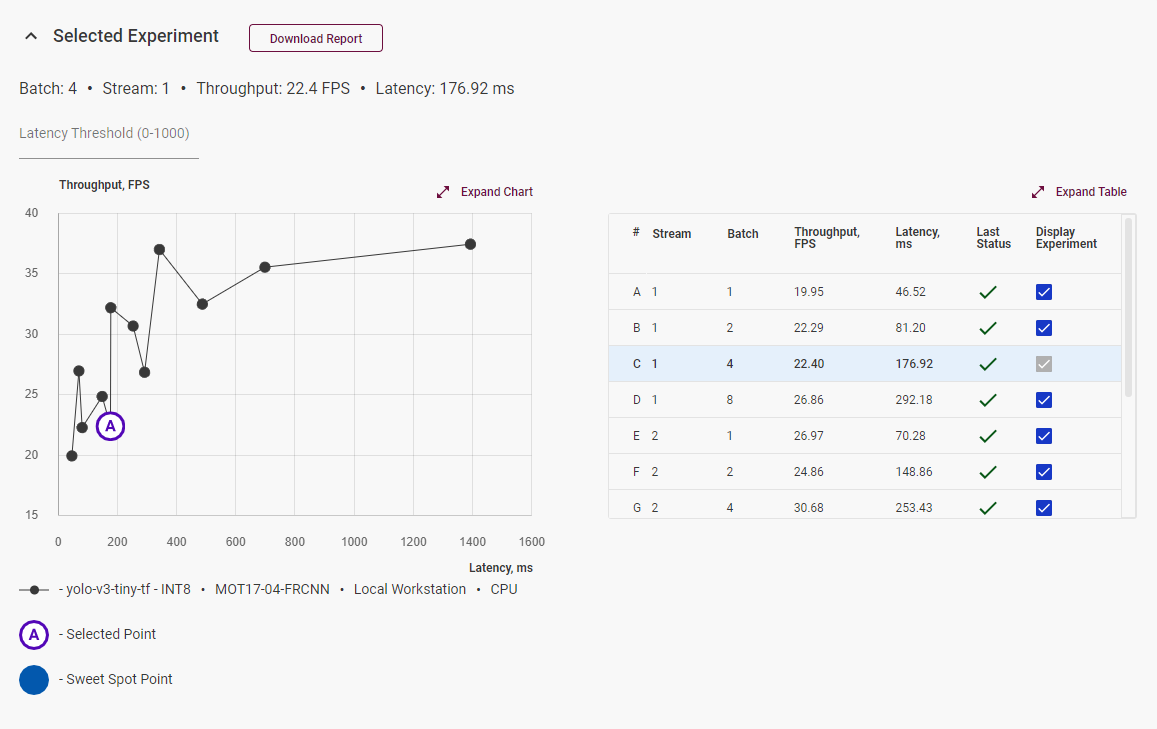 Selected Experiment
Download Report
Batch: 4 • Stream: 1 • Throughput: 22.4 FPS • Latency: 176.92 ms
Latency Threshold (0-1000)
Throughput, FPS
Expand Chart
40
35
30
25
20
15
A
0 200 400 600 800 1000 1200 1400 1600
Latency, ms
- yolo-v3-tiny-tf - INT8 • MOT17-04-FRCNN • Local Workstation • CPU
A - Selected Point
- Sweet Spot Point
Expand Table
# Stream Batch Throughput, FPS Latency, ms Last Status Display Experiment
A 1 1 19.95 46.52
B 1 2 22.29 81.20
C 1 4 22.40 176.92
D 1 8 26.86 292.18
E 2 1 26.97 70.28
F 2 2 24.86 148.86
G 2 4 30.68 253.43